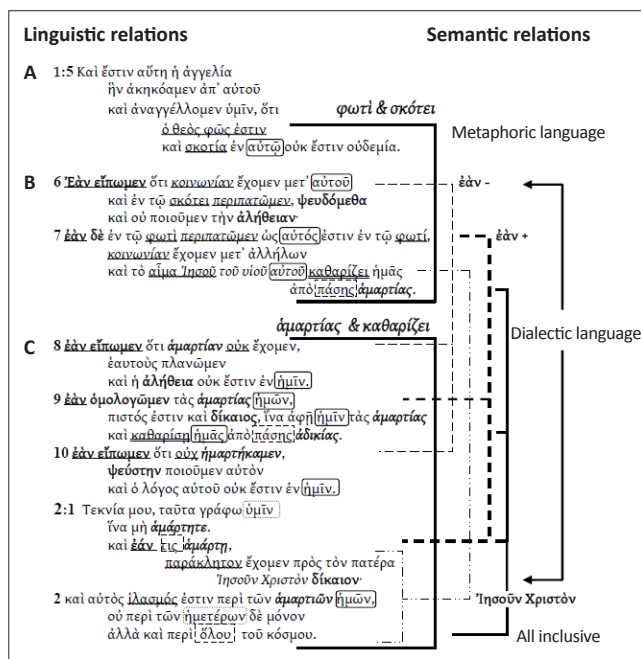 Linguistic relations
Semantic relations
A 1:5 Καὶ ἔστιν αὕτη ἡ ἀγγελία
ἣν ἀκηκόαμεν ἀπ’ αὐτοῦ
καὶ ἀναγγέλλομεν ὑμῖν, ὅτι
φωτὶ & σκότει
ὁ θεὸς φῶς ἐστιν
Metaphoric language
καὶ σκοτία ἐν αὐτῷ οὐκ ἔστιν οὐδεμία.
B 6 Ἐὰν εἴπωμεν ὅτι κοινωνίαν ἔχομεν μετ’ αὐτοῦ
ἐὰν -
καὶ ἐν τῷ σκότει περιπατῶμεν, ψευδόμεθα
καὶ οὐ ποιοῦμεν τὴν ἀλήθειαν·
7 ἐὰν δὲ ἐν τῷ φωτὶ περιπατῶμεν ὡς αὐτός ἐστιν ἐν τῷ φωτί,
ἐὰν +
κοινωνίαν ἔχομεν μετ’ ἀλλήλων
καὶ τὸ αἷμα Ἰησοῦ τοῦ υἱοῦ αὐτοῦ καθαρίζει ἡμᾶς
ἀπὸ πάσης ἁμαρτίας.
ἁμαρτίας & καθαρίζει
Dialectic language
C 8 ἐὰν εἴπωμεν ὅτι ἁμαρτίαν οὐκ ἔχομεν,
ἑαυτοὺς πλανῶμεν
καὶ ἡ ἀλήθεια οὐκ ἔστιν ἐν ἡμῖν.
9 ἐὰν ὁμολογῶμεν τὰς ἁμαρτίας ἡμῶν,
πιστός ἐστιν καὶ δίκαιος, ἵνα ἀφῇ ἡμῖν τὰς ἁμαρτίας
καὶ καθαρίσῃ ἡμᾶς ἀπὸ πάσης ἀδικίας.
10 ἐὰν εἴπωμεν ὅτι οὐχ ἡμαρτήκαμεν,
ψεύστην ποιοῦμεν αὐτὸν
καὶ ὁ λόγος αὐτοῦ οὐκ ἔστιν ἐν ἡμῖν.
2:1 Τεκνία μου, ταῦτα γράφω ὑμῖν
ἵνα μὴ ἁμάρτητε.
καὶ ἐάν τις ἁμάρτῃ,
παράκλητον ἔχομεν πρὸς τὸν πατέρα
Ἰησοῦν Χριστὸν δίκαιον·
2 καὶ αὐτὸς ἱλασμός ἐστιν περὶ τῶν ἁμαρτιῶν ἡμῶν,
Ἰησοῦν Χριστὸν
οὐ περὶ τῶν ἡμετέρων δὲ μόνον
ἀλλὰ καὶ περὶ ὅλου τοῦ κόσμου.
All inclusive